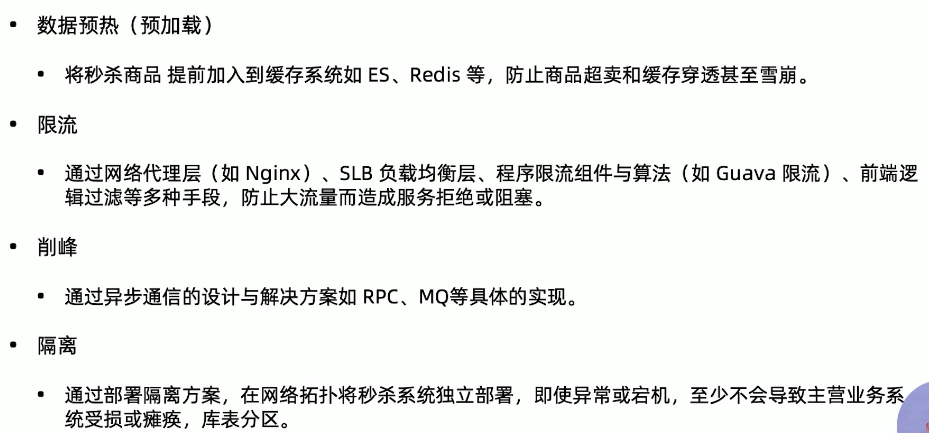 • 数据预热（预加载）
• 将秒杀商品 提前加入到缓存系统如 ES、Redis 等，防止商品超卖和缓存穿透甚至雪崩。
• 限流
• 通过网络代理层（如 Nginx）、SLB 负载均衡层、程序限流组件与算法（如 Guava 限流）、前端逻
辑过滤等多种手段，防止大流量而造成服务拒绝或阻塞。
• 削峰
• 通过异步通信的设计与解决方案如 RPC、MQ等具体的实现。
• 隔离
• 通过部署隔离方案，在网络拓扑将秒杀系统独立部署，即使异常或宕机，至少不会导致主营业务系
统受损或瘫痪，库表分区。